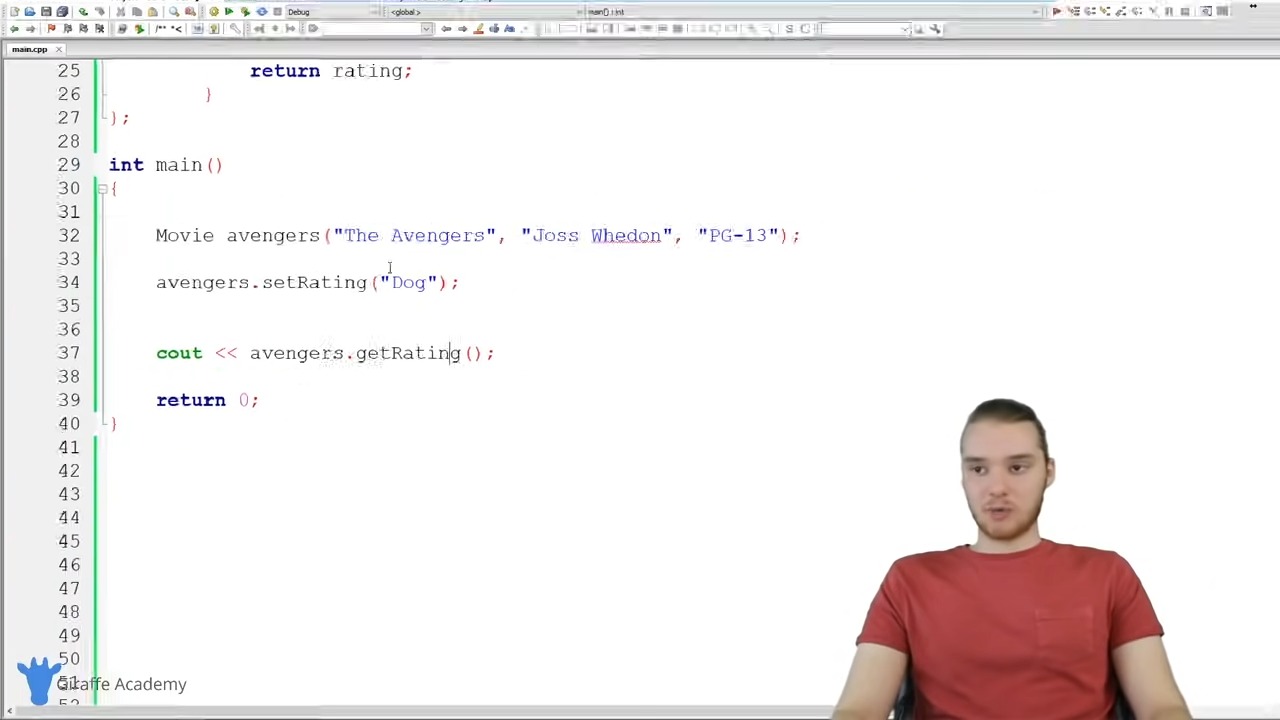 Debug
<global>
main() : int
main.cpp
25 return rating;
26 }
27 };
28
29 int main()
30 {
31
32 Movie avengers("The Avengers", "Joss Whedon", "PG-13");
33
34 avengers.setRating("Dog");
35
36
37 cout << avengers.getRating();
38
39 return 0;
40 }
41
42
43
44
45
46
47
48
49
50
51
Giraffe Academy